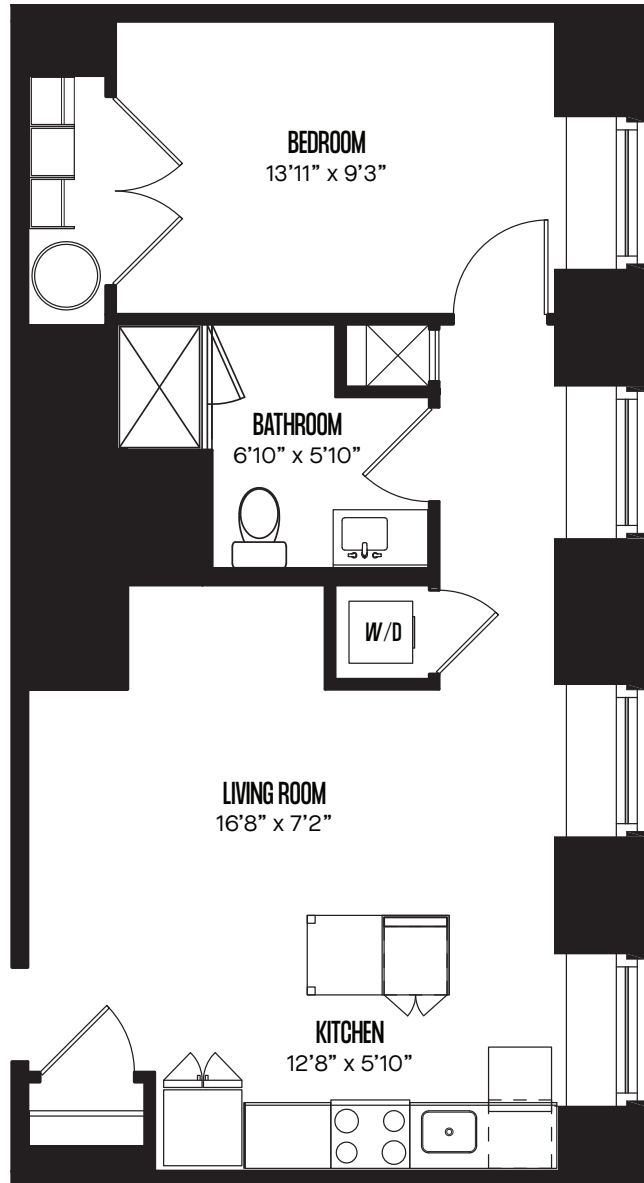 BEDROOM
13’11” x 9’3”
BATHROOM
6’10” x 5’10”
W/D
LIVING ROOM
16’8” x 7’2”
KITCHEN
12’8” x 5’10”